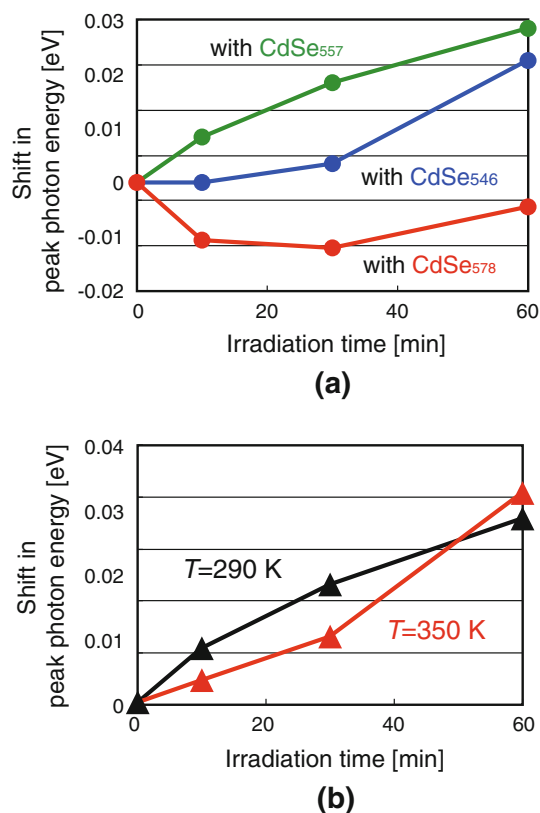 Shift in
peak photon energy [eV]
0.03
0.02
0.01
0
-0.01
-0.02
with CdSe557
with CdSe546
with CdSe578
0 20 40 60
Irradiation time [min]
(a)
Shift in
peak photon energy [eV]
0.04
0.03
0.02
0.01
0
T=290 K
T=350 K
0 20 40 60
Irradiation time [min]
(b)